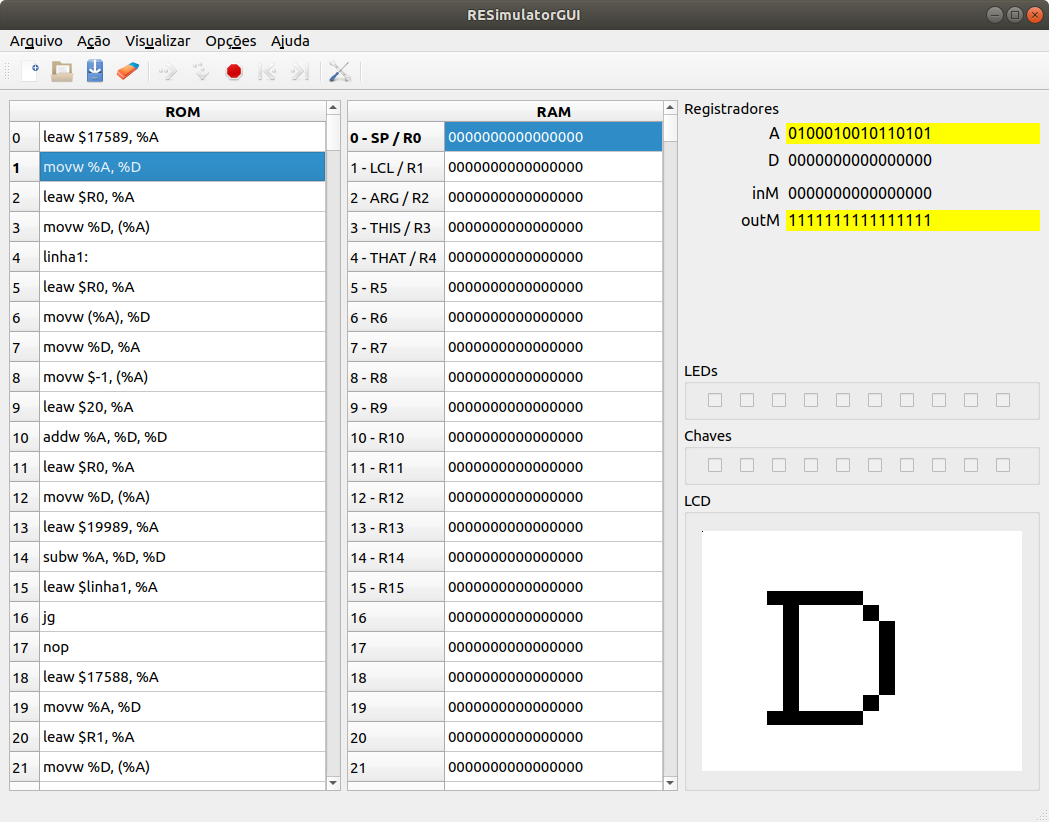 RESimulatorGUI
Arquivo Ação Visualizar Opções Ajuda
ROM
0 leaw $17589, %A
1 movw %A, %D
2 leaw $R0, %A
3 movw %D, (%A)
4 linha1:
5 leaw $R0, %A
6 movw (%A), %D
7 movw %D, %A
8 movw $-1, (%A)
9 leaw $20, %A
10 addw %A, %D, %D
11 leaw $R0, %A
12 movw %D, (%A)
13 leaw $19989, %A
14 subw %A, %D, %D
15 leaw $linha1, %A
16 jg
17 nop
18 leaw $17588, %A
19 movw %A, %D
20 leaw $R1, %A
21 movw %D, (%A)
RAM
0 - SP / R0 0000000000000000
1 - LCL / R1 0000000000000000
2 - ARG / R2 0000000000000000
3 - THIS / R3 0000000000000000
4 - THAT / R4 0000000000000000
5 - R5 0000000000000000
6 - R6 0000000000000000
7 - R7 0000000000000000
8 - R8 0000000000000000
9 - R9 0000000000000000
10 - R10 0000000000000000
11 - R11 0000000000000000
12 - R12 0000000000000000
13 - R13 0000000000000000
14 - R14 0000000000000000
15 - R15 0000000000000000
16 0000000000000000
17 0000000000000000
18 0000000000000000
19 0000000000000000
20 0000000000000000
21 0000000000000000
Registradores
A 0100010010110101
D 0000000000000000
inM 0000000000000000
outM 1111111111111111
LEDs
Chaves
LCD
D